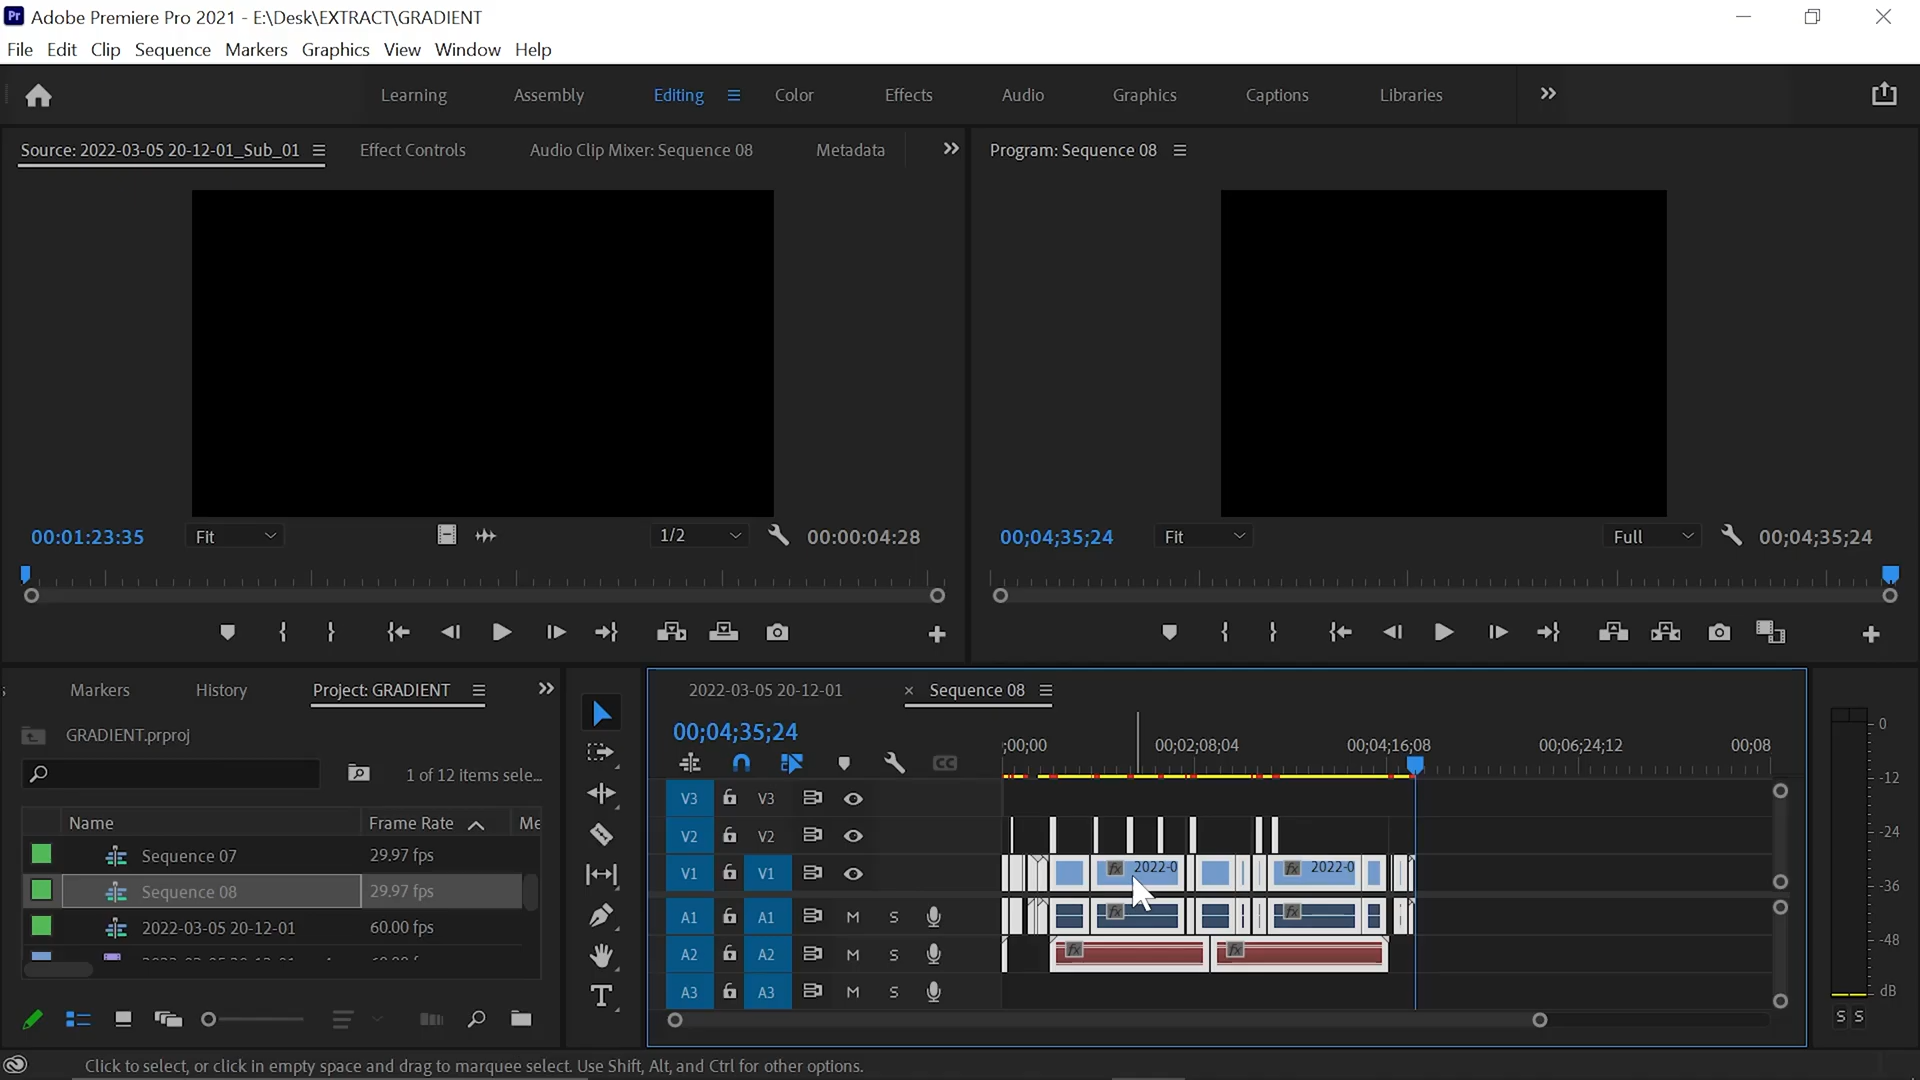 Pr Adobe Premiere Pro 2021 - E:\Desk\EXTRACT\GRADIENT
File Edit Clip Sequence Markers Graphics View Window Help
Learning Assembly Editing Color Effects Audio Graphics Captions Libraries
Source: 2022-03-05 20-12-01_Sub_01 Effect Controls Audio Clip Mixer: Sequence 08 Metadata
Program: Sequence 08
00:01:23:35 Fit 1/2 00:00:04:28
00;04;35;24 Fit Full 00;04;35;24
Markers History Project: GRADIENT
GRADIENT.prproj
1 of 12 items sele...
Name Frame Rate Me
Sequence 07 29.97 fps
Sequence 08 29.97 fps
2022-03-05 20-12-01 60.00 fps
2022-03-05 20-12-01 × Sequence 08
00;04;35;24
;00;00 00;02;08;04 00;04;16;08 00;06;24;12 00;08
CC
V3 V3
V2 V2
V1 V1 fx 2022-0 fx 2022-0
A1 A1 M S fx fx
A2 A2 M S fx fx
A3 A3 M S
0
-12
-24
-36
-48
dB
S S
Click to select, or click in empty space and drag to marquee select. Use Shift, Alt, and Ctrl for other options.